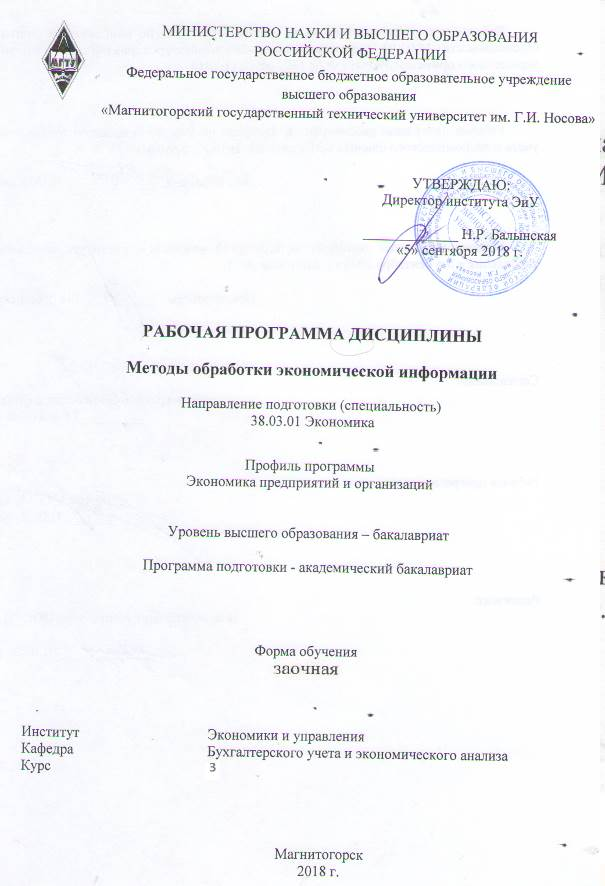 МИНИСТЕРСТВО НАУКИ И ВЫСШЕГО ОБРАЗОВАНИЯ
РОССИЙСКОЙ ФЕДЕРАЦИИ
Федеральное государственное бюджетное образовательное учреждение
высшего образования
«Магнитогорский государственный технический университет им. Г.И. Носова»
МГТУ
УТВЕРЖДАЮ:
Директор института ЭиУ
Н.Р. Балынская
«5» сентября 2018 г.
РАБОЧАЯ ПРОГРАММА ДИСЦИПЛИНЫ
Методы обработки экономической информации
Направление подготовки (специальность)
38.03.01 Экономика
Профиль программы
Экономика предприятий и организаций
Уровень высшего образования – бакалавриат
Программа подготовки - академический бакалавриат
Форма обучения
заочная
Институт Экономики и управления
Кафедра Бухгалтерского учета и экономического анализа
Курс 3
Магнитогорск
2018 г.